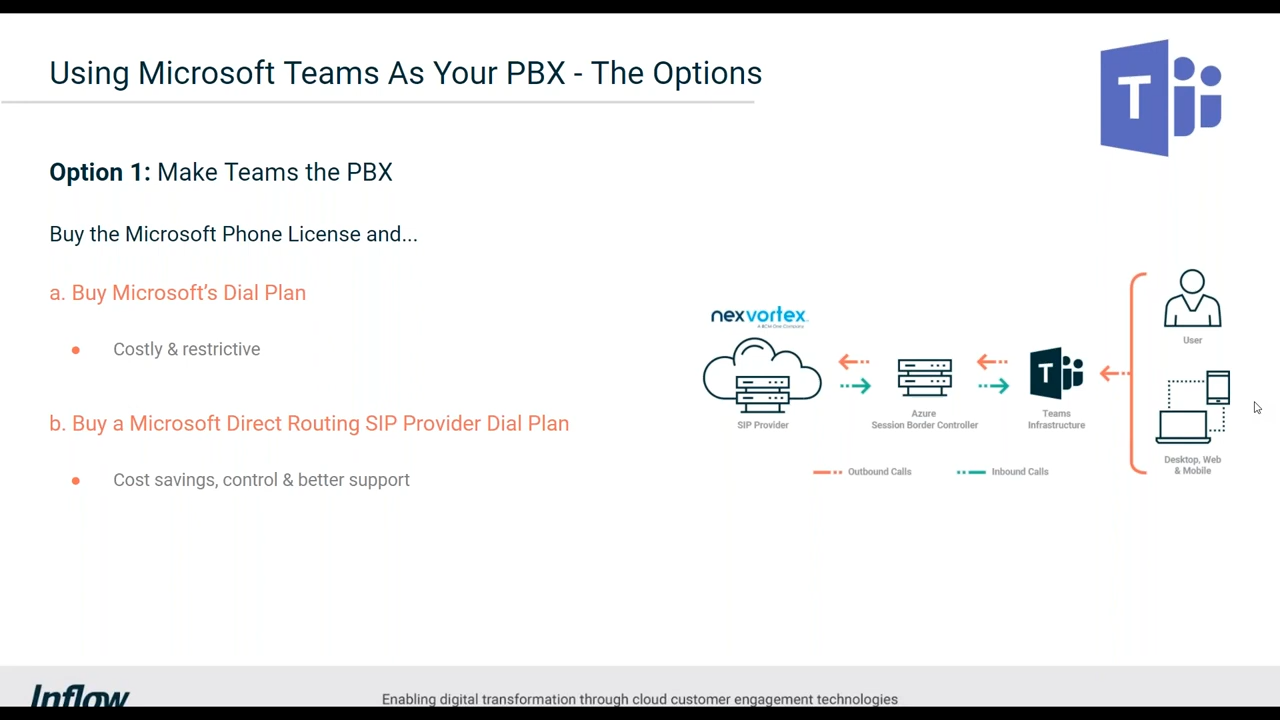 Using Microsoft Teams As Your PBX - The Options
T
Option 1: Make Teams the PBX
Buy the Microsoft Phone License and...
a. Buy Microsoft's Dial Plan
Costly & restrictive
b. Buy a Microsoft Direct Routing SIP Provider Dial Plan
Cost savings, control & better support
nexvortex
A BCM One Company
SIP Provider
Azure
Session Border Controller
T
Teams
Infrastructure
User
Desktop, Web
& Mobile
Outbound Calls
Inbound Calls
Inflow
Enabling digital transformation through cloud customer engagement technologies